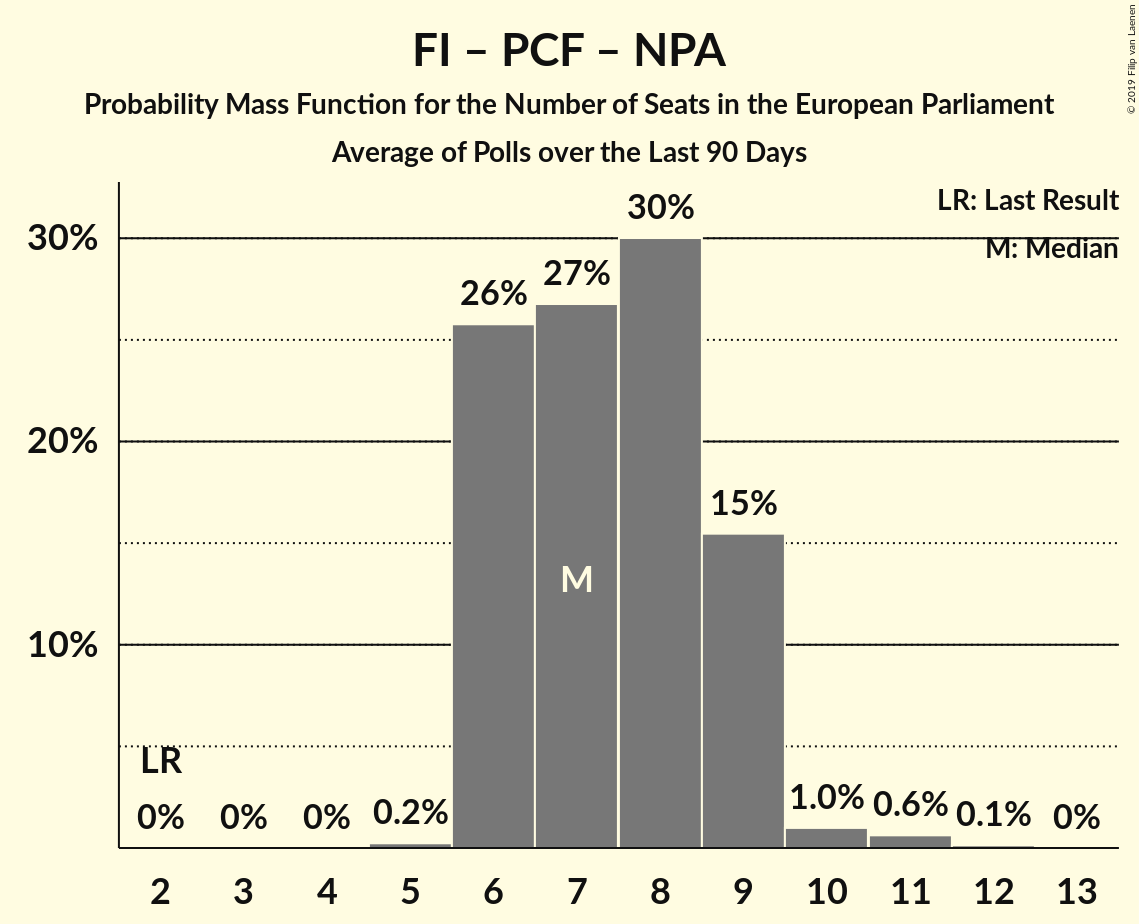 FI – PCF – NPA
Probability Mass Function for the Number of Seats in the European Parliament
Average of Polls over the Last 90 Days
© 2019 Filip van Laenen
LR: Last Result
M: Median
30%
20%
10%
LR
0%
0%
0%
0.2%
26%
27%
M
30%
15%
1.0%
0.6%
0.1%
0%
2 3 4 5 6 7 8 9 10 11 12 13